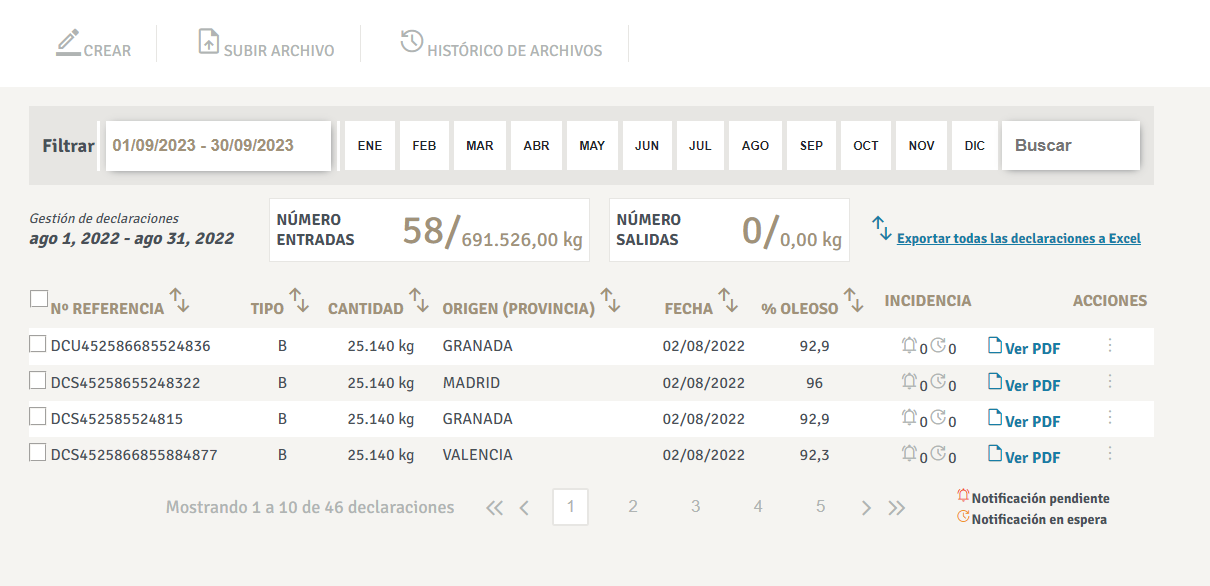 CREAR SUBIR ARCHIVO HISTÓRICO DE ARCHIVOS
Filtrar 01/09/2023 - 30/09/2023 ENE FEB MAR ABR MAY JUN JUL AGO SEP OCT NOV DIC Buscar
Gestión de declaraciones
ago 1, 2022 - ago 31, 2022
NÚMERO
ENTRADAS
58/691.526,00 kg
NÚMERO
SALIDAS
0/0,00 kg
Exportar todas las declaraciones a Excel
Nº REFERENCIA TIPO CANTIDAD ORIGEN (PROVINCIA) FECHA % OLEOSO INCIDENCIA ACCIONES
DCU452586685524836 B 25.140 kg GRANADA 02/08/2022 92,9 0 0 Ver PDF
DCS45258655248322 B 25.140 kg MADRID 02/08/2022 96 0 0 Ver PDF
DCS452585524815 B 25.140 kg GRANADA 02/08/2022 92,9 0 0 Ver PDF
DCS4525866855884877 B 25.140 kg VALENCIA 02/08/2022 92,3 0 0 Ver PDF
Mostrando 1 a 10 de 46 declaraciones 1 2 3 4 5
Notificación pendiente
Notificación en espera